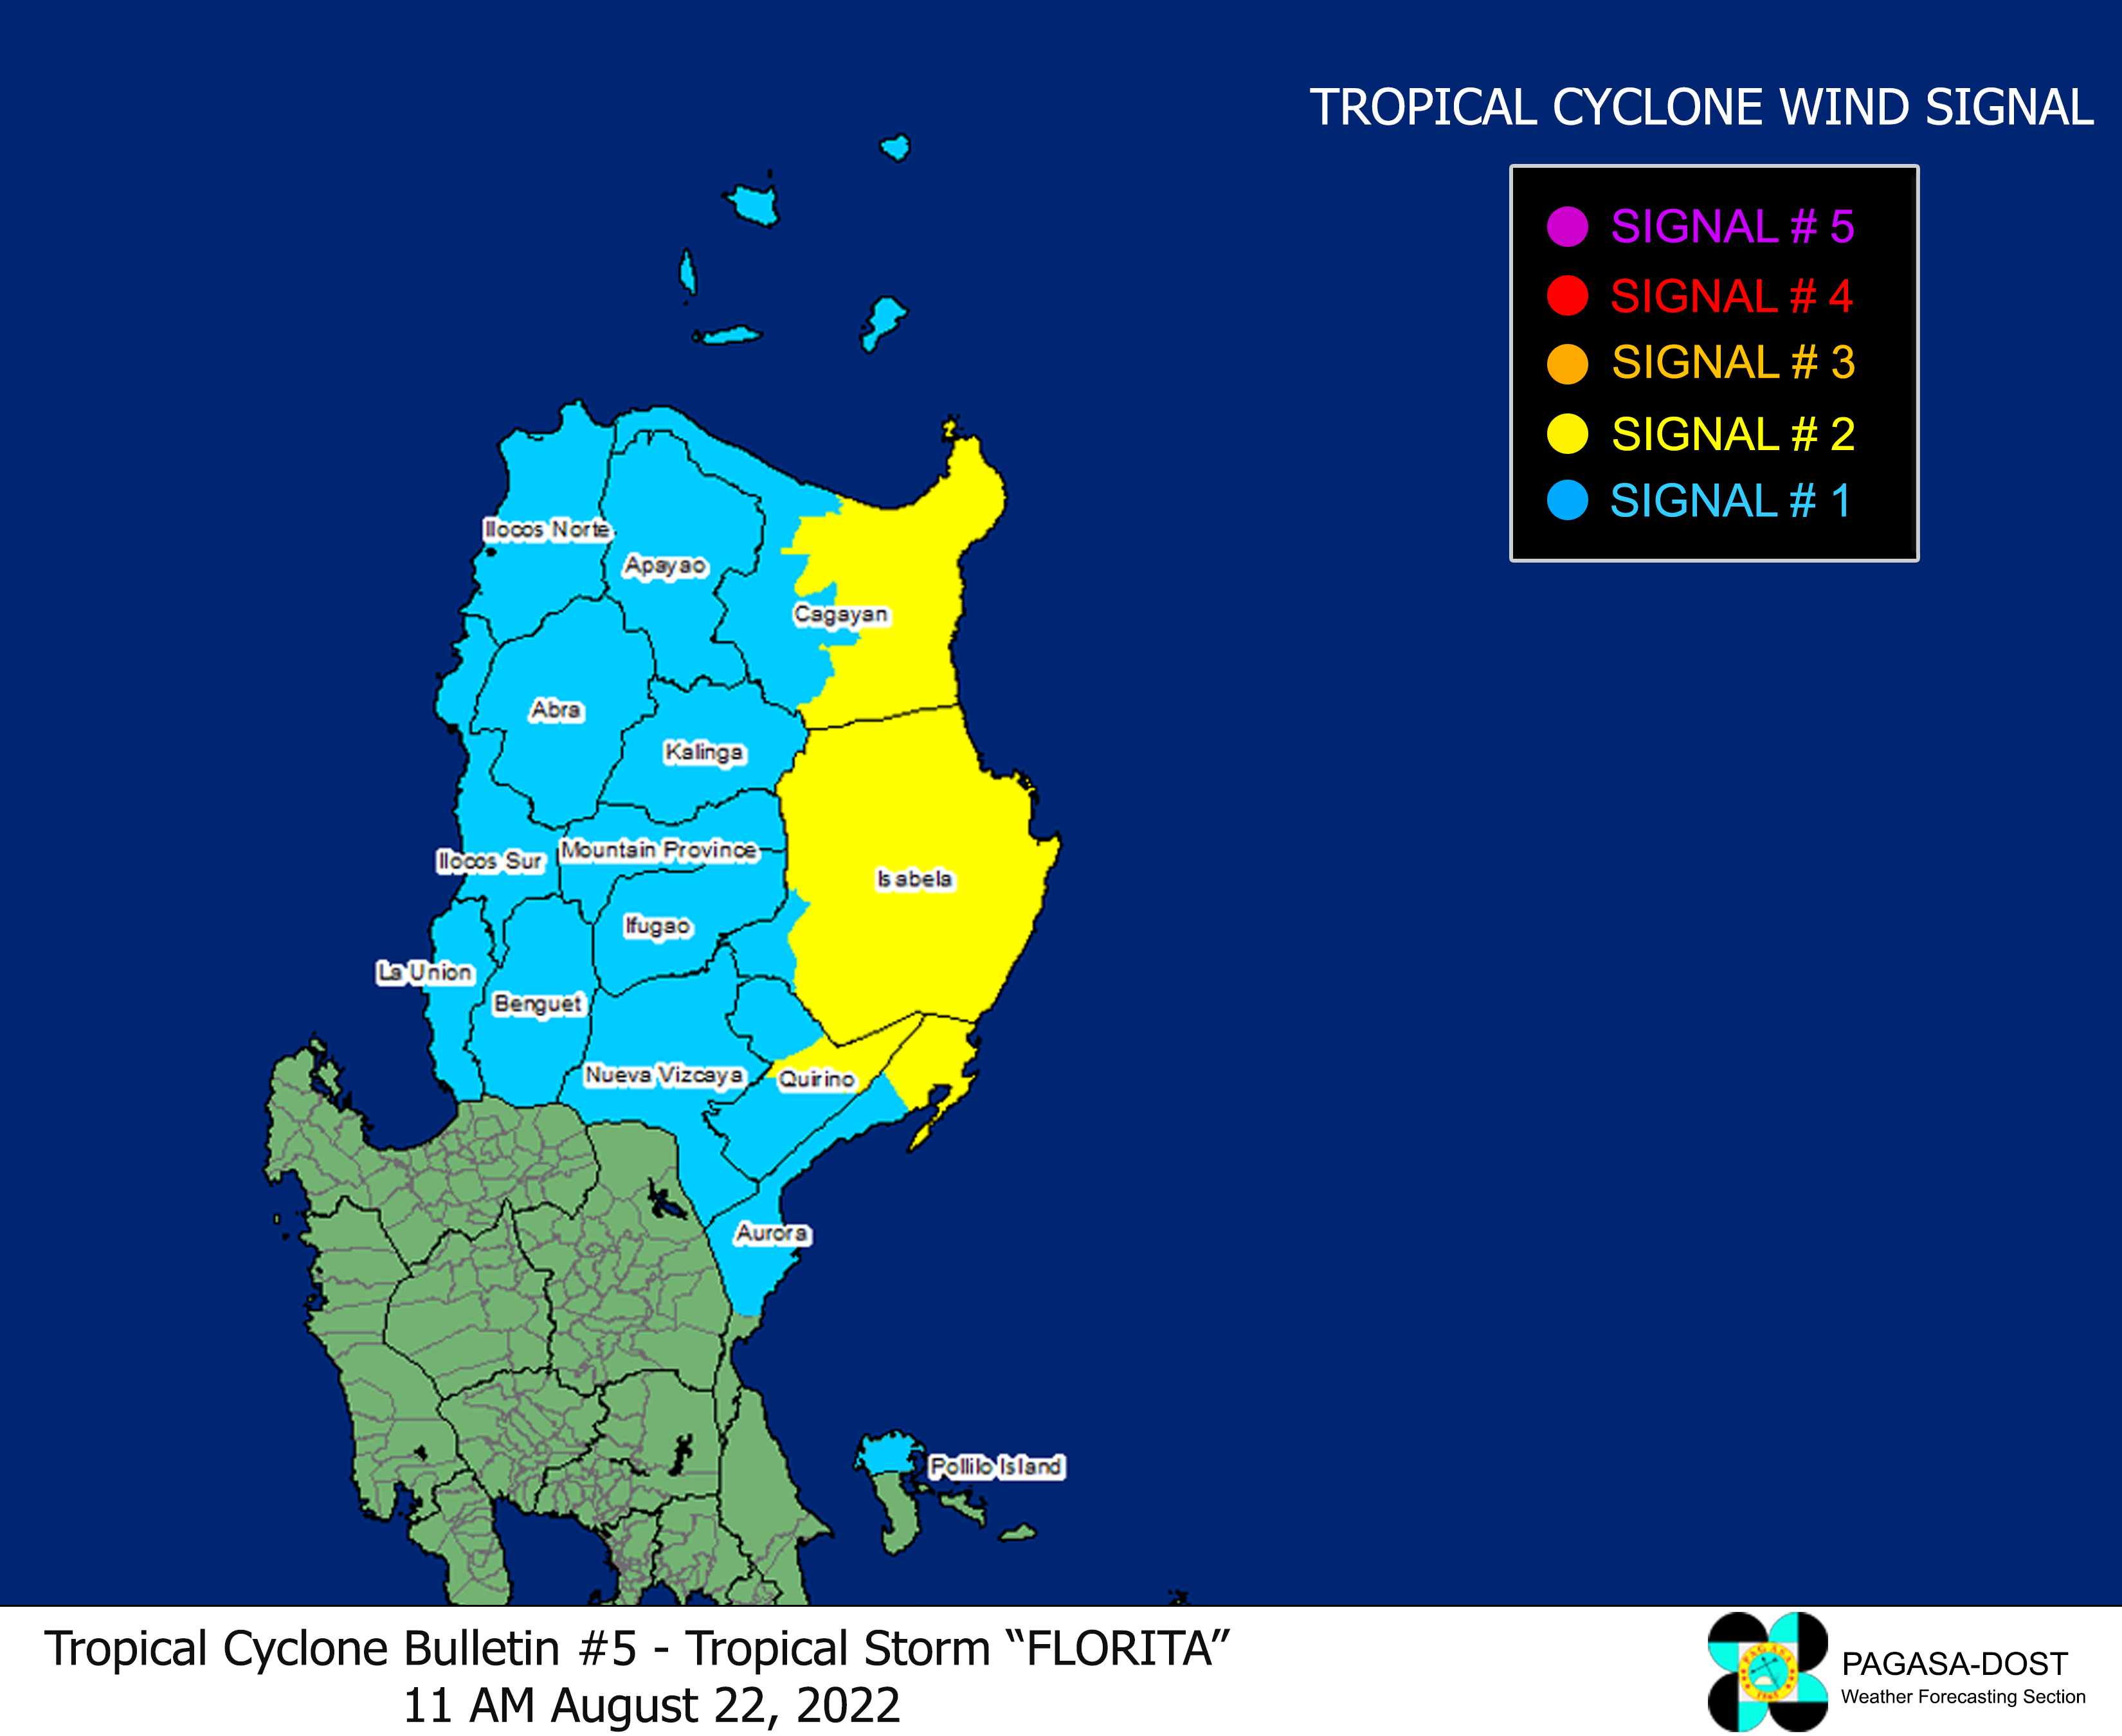 TROPICAL CYCLONE WIND SIGNAL
SIGNAL # 5
SIGNAL # 4
SIGNAL # 3
SIGNAL # 2
SIGNAL # 1
Ilocos Norte
Apayao
Cagayan
Abra
Kalinga
Mountain Province
Ilocos Sur
Isabela
Ifugao
La Union
Benguet
Nueva Vizcaya
Quirino
Aurora
Pollilo Island
Tropical Cyclone Bulletin #5 - Tropical Storm “FLORITA”
11 AM August 22, 2022
PAGASA-DOST
Weather Forecasting Section